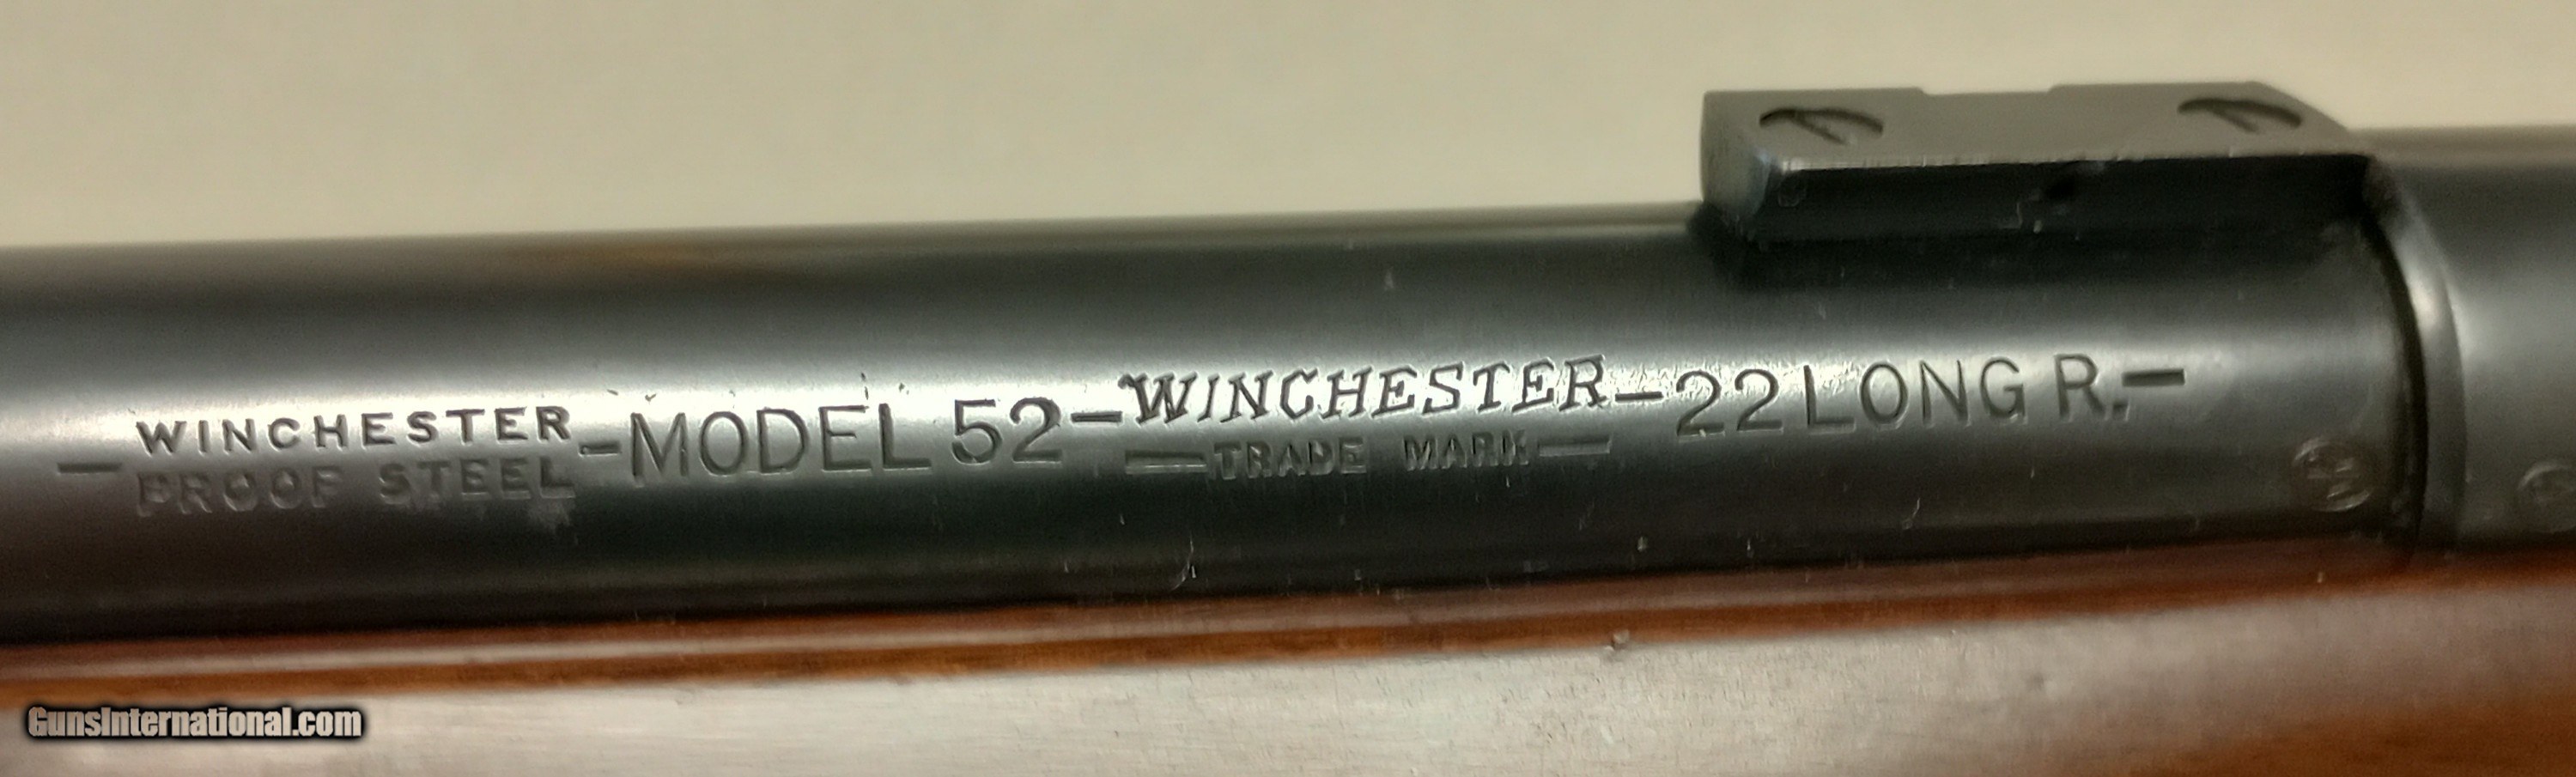 WINCHESTER
-PROOF STEEL-MODEL 52-WINCHESTER-22 LONG R.-
-TRADE MARK-
GunsInternational.com